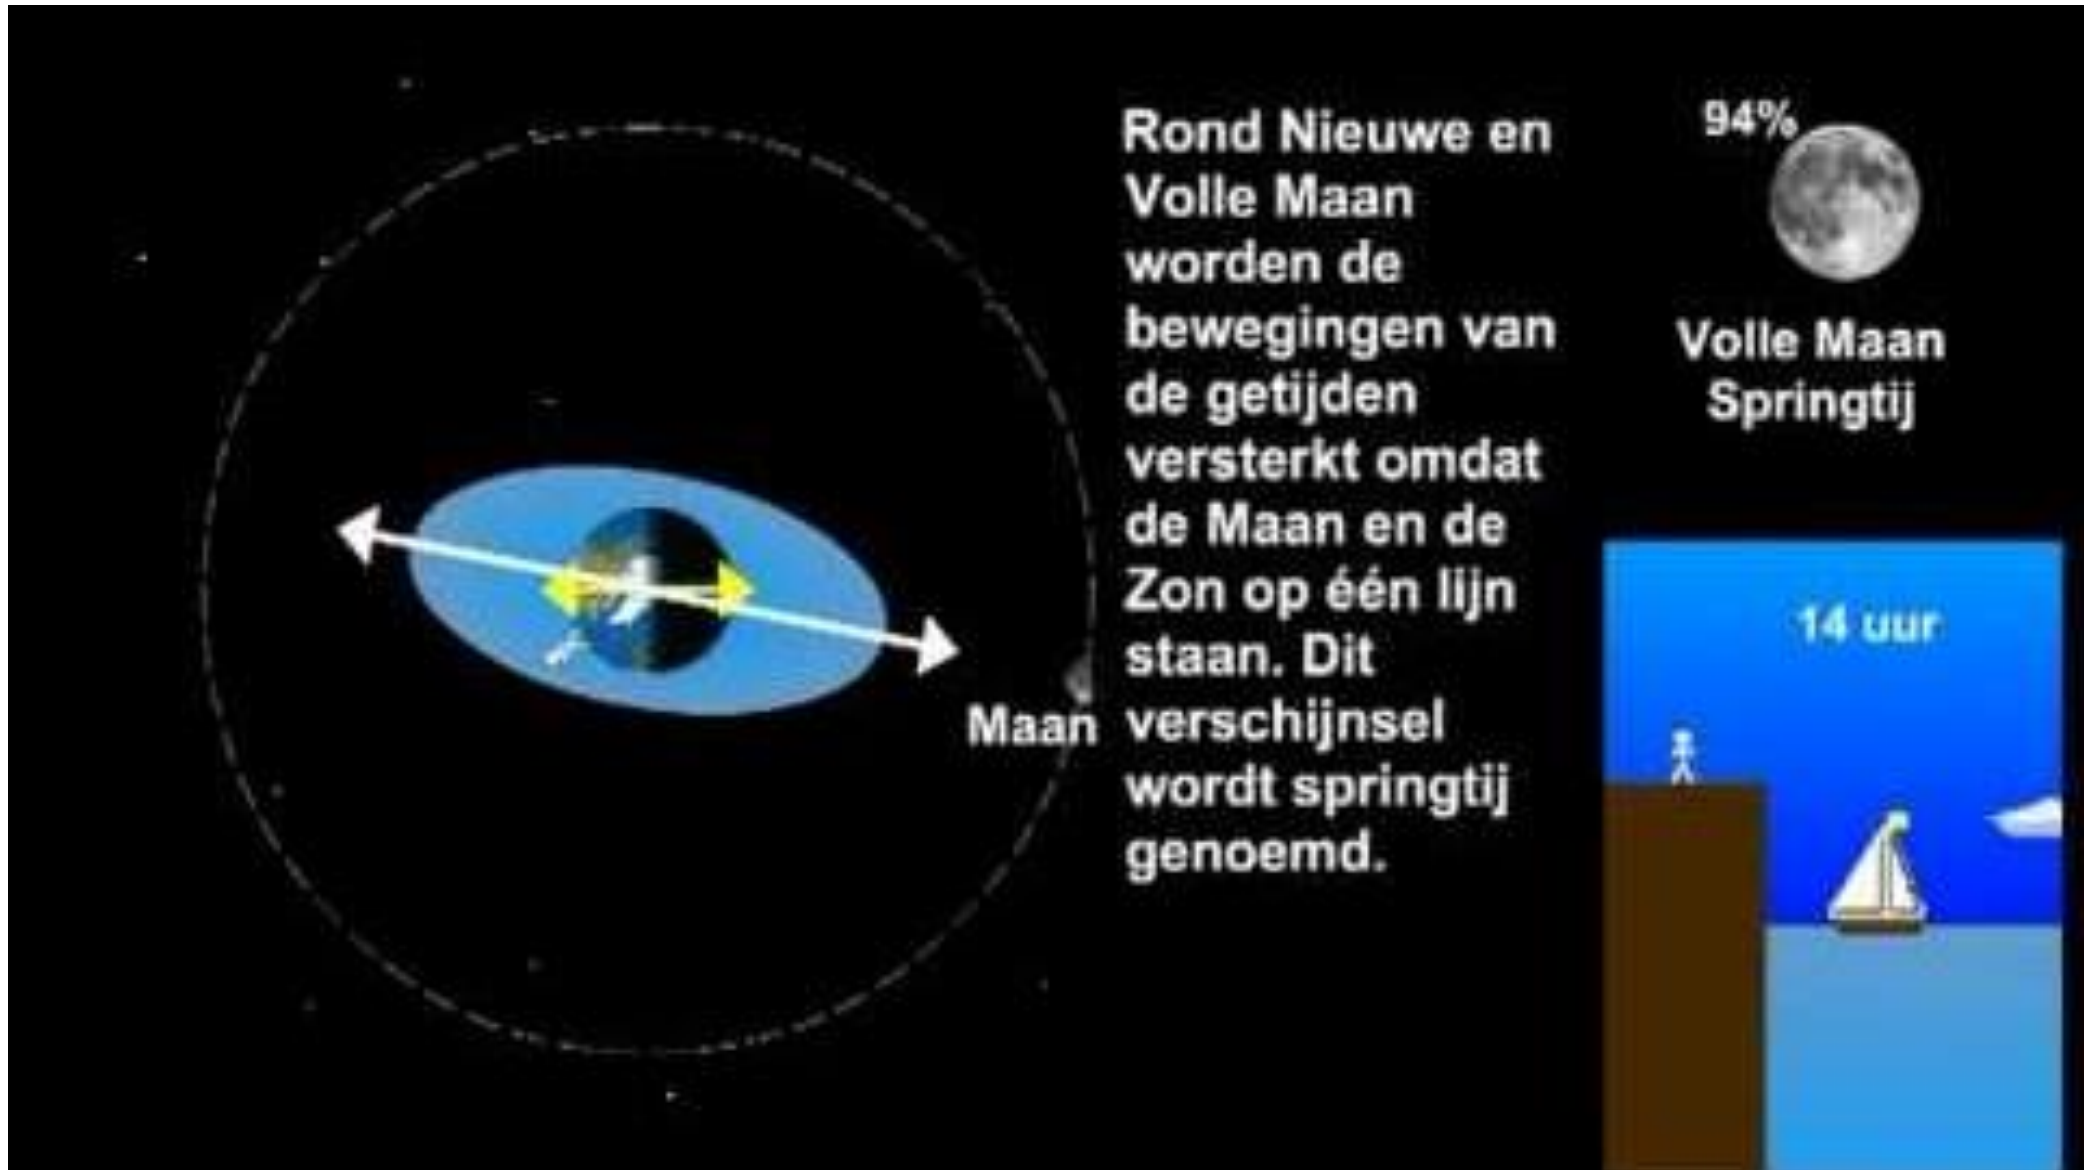 Rond Nieuwe en
Volle Maan
worden de
bewegingen van
de getijden
versterkt omdat
de Maan en de
Zon op één lijn
staan. Dit
verschijnsel
wordt springtij
genoemd.
Maan
94%
Volle Maan
Springtij
14 uur